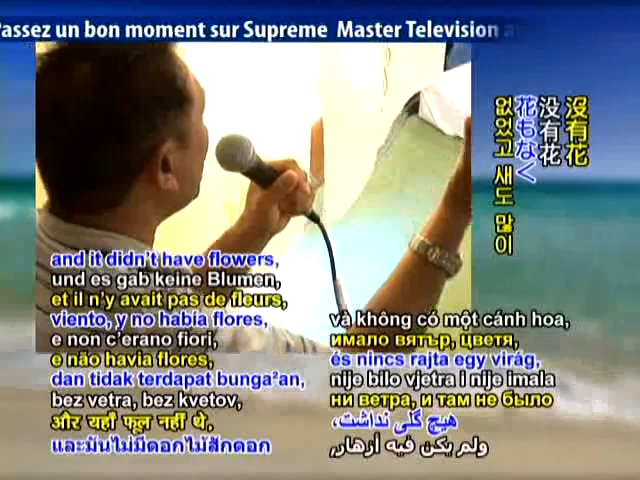 Passez un bon moment sur Supreme Master Television
沒有花
没有花
花もなく
없었고 새도 많이
and it didn't have flowers,
und es gab keine Blumen,
et il n'y avait pas de fleurs,
viento, y no había flores,
e non c'erano fiori,
e não havia flores,
dan tidak terdapat bunga²an,
bez vetra, bez kvetov,
और यहाँ फूल नहीं थे,
และมันไม่มีดอกไม้สักดอก
và không có một cánh hoa,
имало вятър, цветя,
és nincs rajta egy virág,
nije bilo vjetra i nije imala
ни ветра, и там не было
هیچ گلی نداشت،
ولم يكن فيه أزهار,